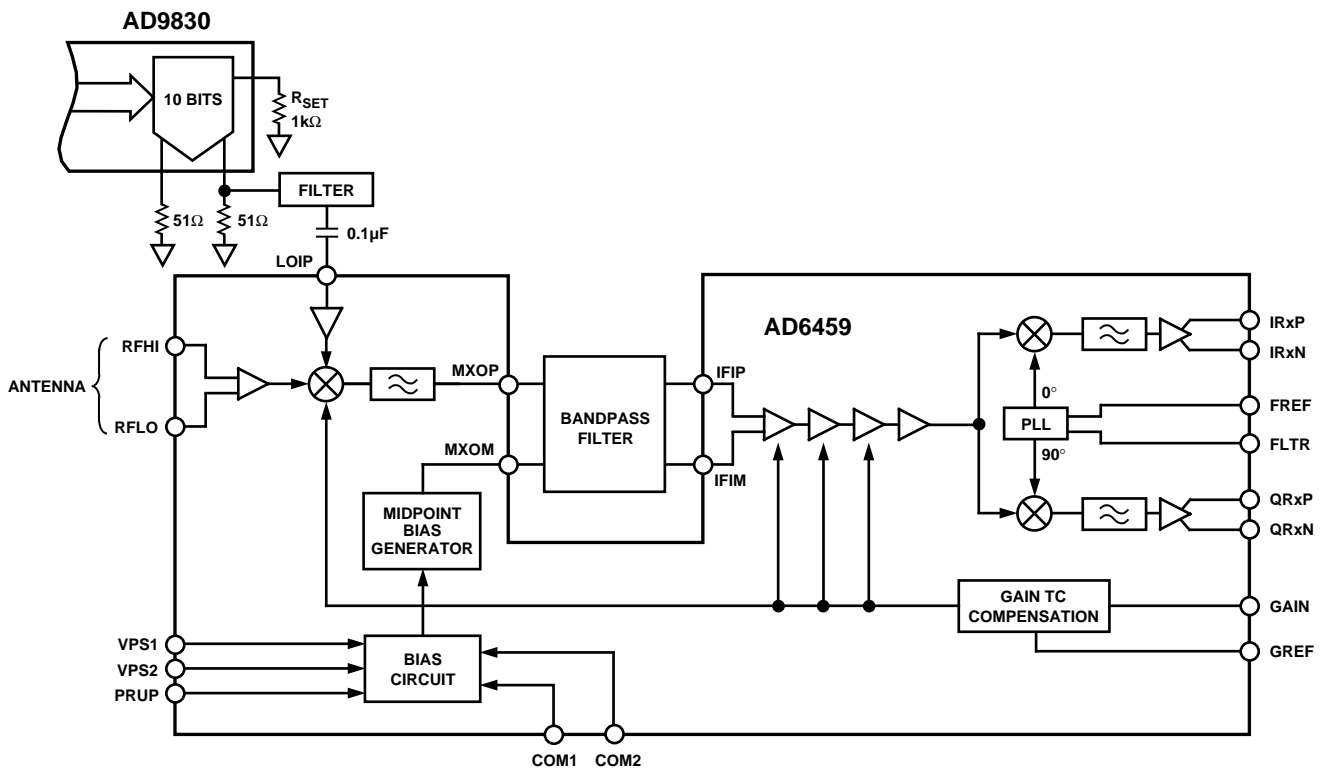 AD9830
10 BITS
RSET
1kΩ
FILTER
51Ω
51Ω
0.1µF
LOIP
AD6459
RFHI
ANTENNA
RFLO
MXOP
MXOM
BANDPASS
FILTER
IFIP
IFIM
0°
PLL
90°
IRxP
IRxN
FREF
FLTR
QRxP
QRxN
MIDPOINT
BIAS
GENERATOR
GAIN TC
COMPENSATION
GAIN
GREF
VPS1
VPS2
PRUP
BIAS
CIRCUIT
COM1
COM2